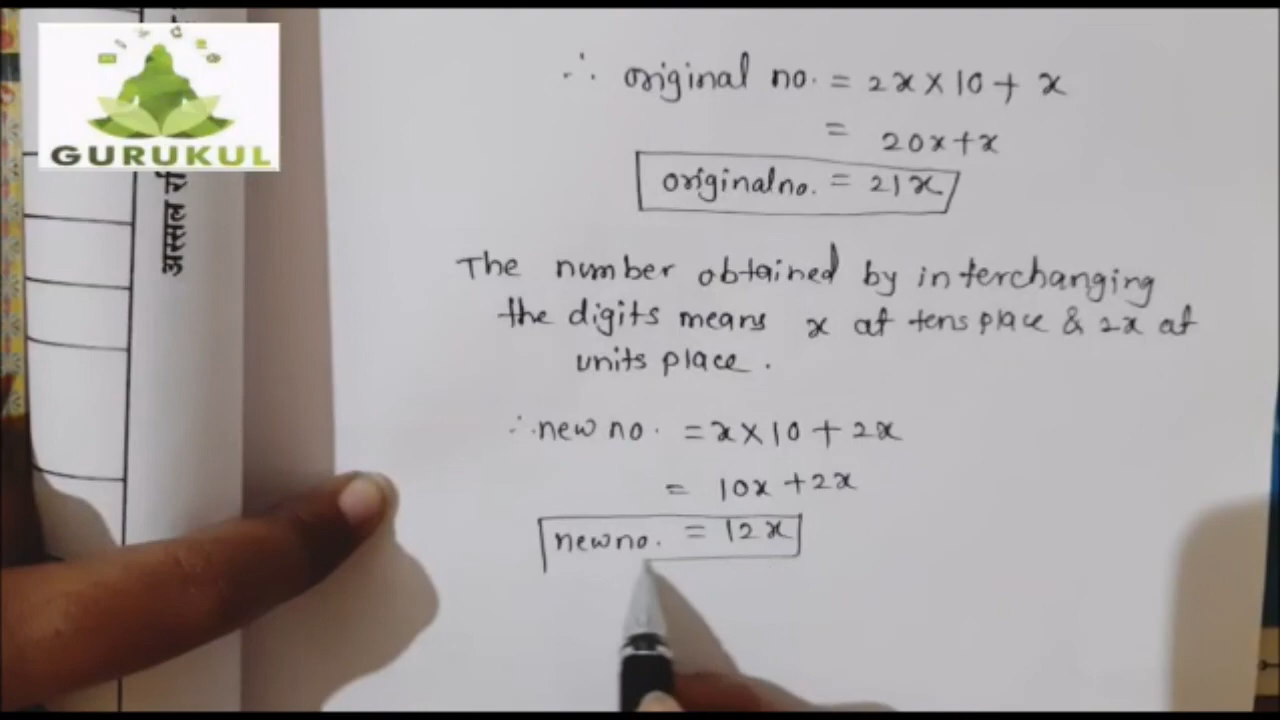 GURUKUL
∴ original no. = 2x × 10 + x
= 20x + x
original no. = 21x
The number obtained by interchanging
the digits means x at tens place & 2x at
units place.
∴ new no. = x × 10 + 2x
= 10x + 2x
new no. = 12x